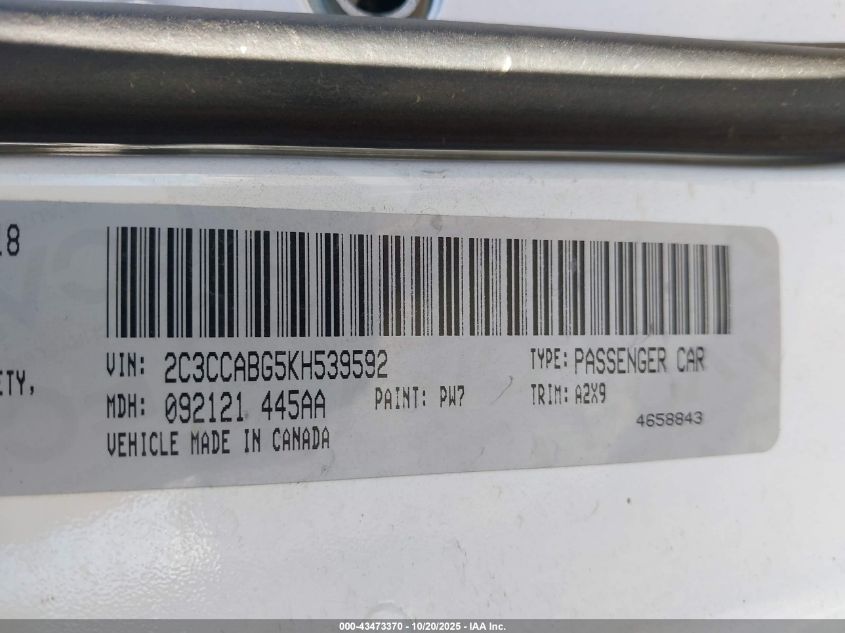 18
ETY,
VIN: 2C3CCABG5KH539592 TYPE: PASSENGER CAR
MDH: 092121 445AA PAINT: PW7 TRIM: A2X9
VEHICLE MADE IN CANADA 4658843
000-43473370 - 10/20/2025 - IAA Inc.